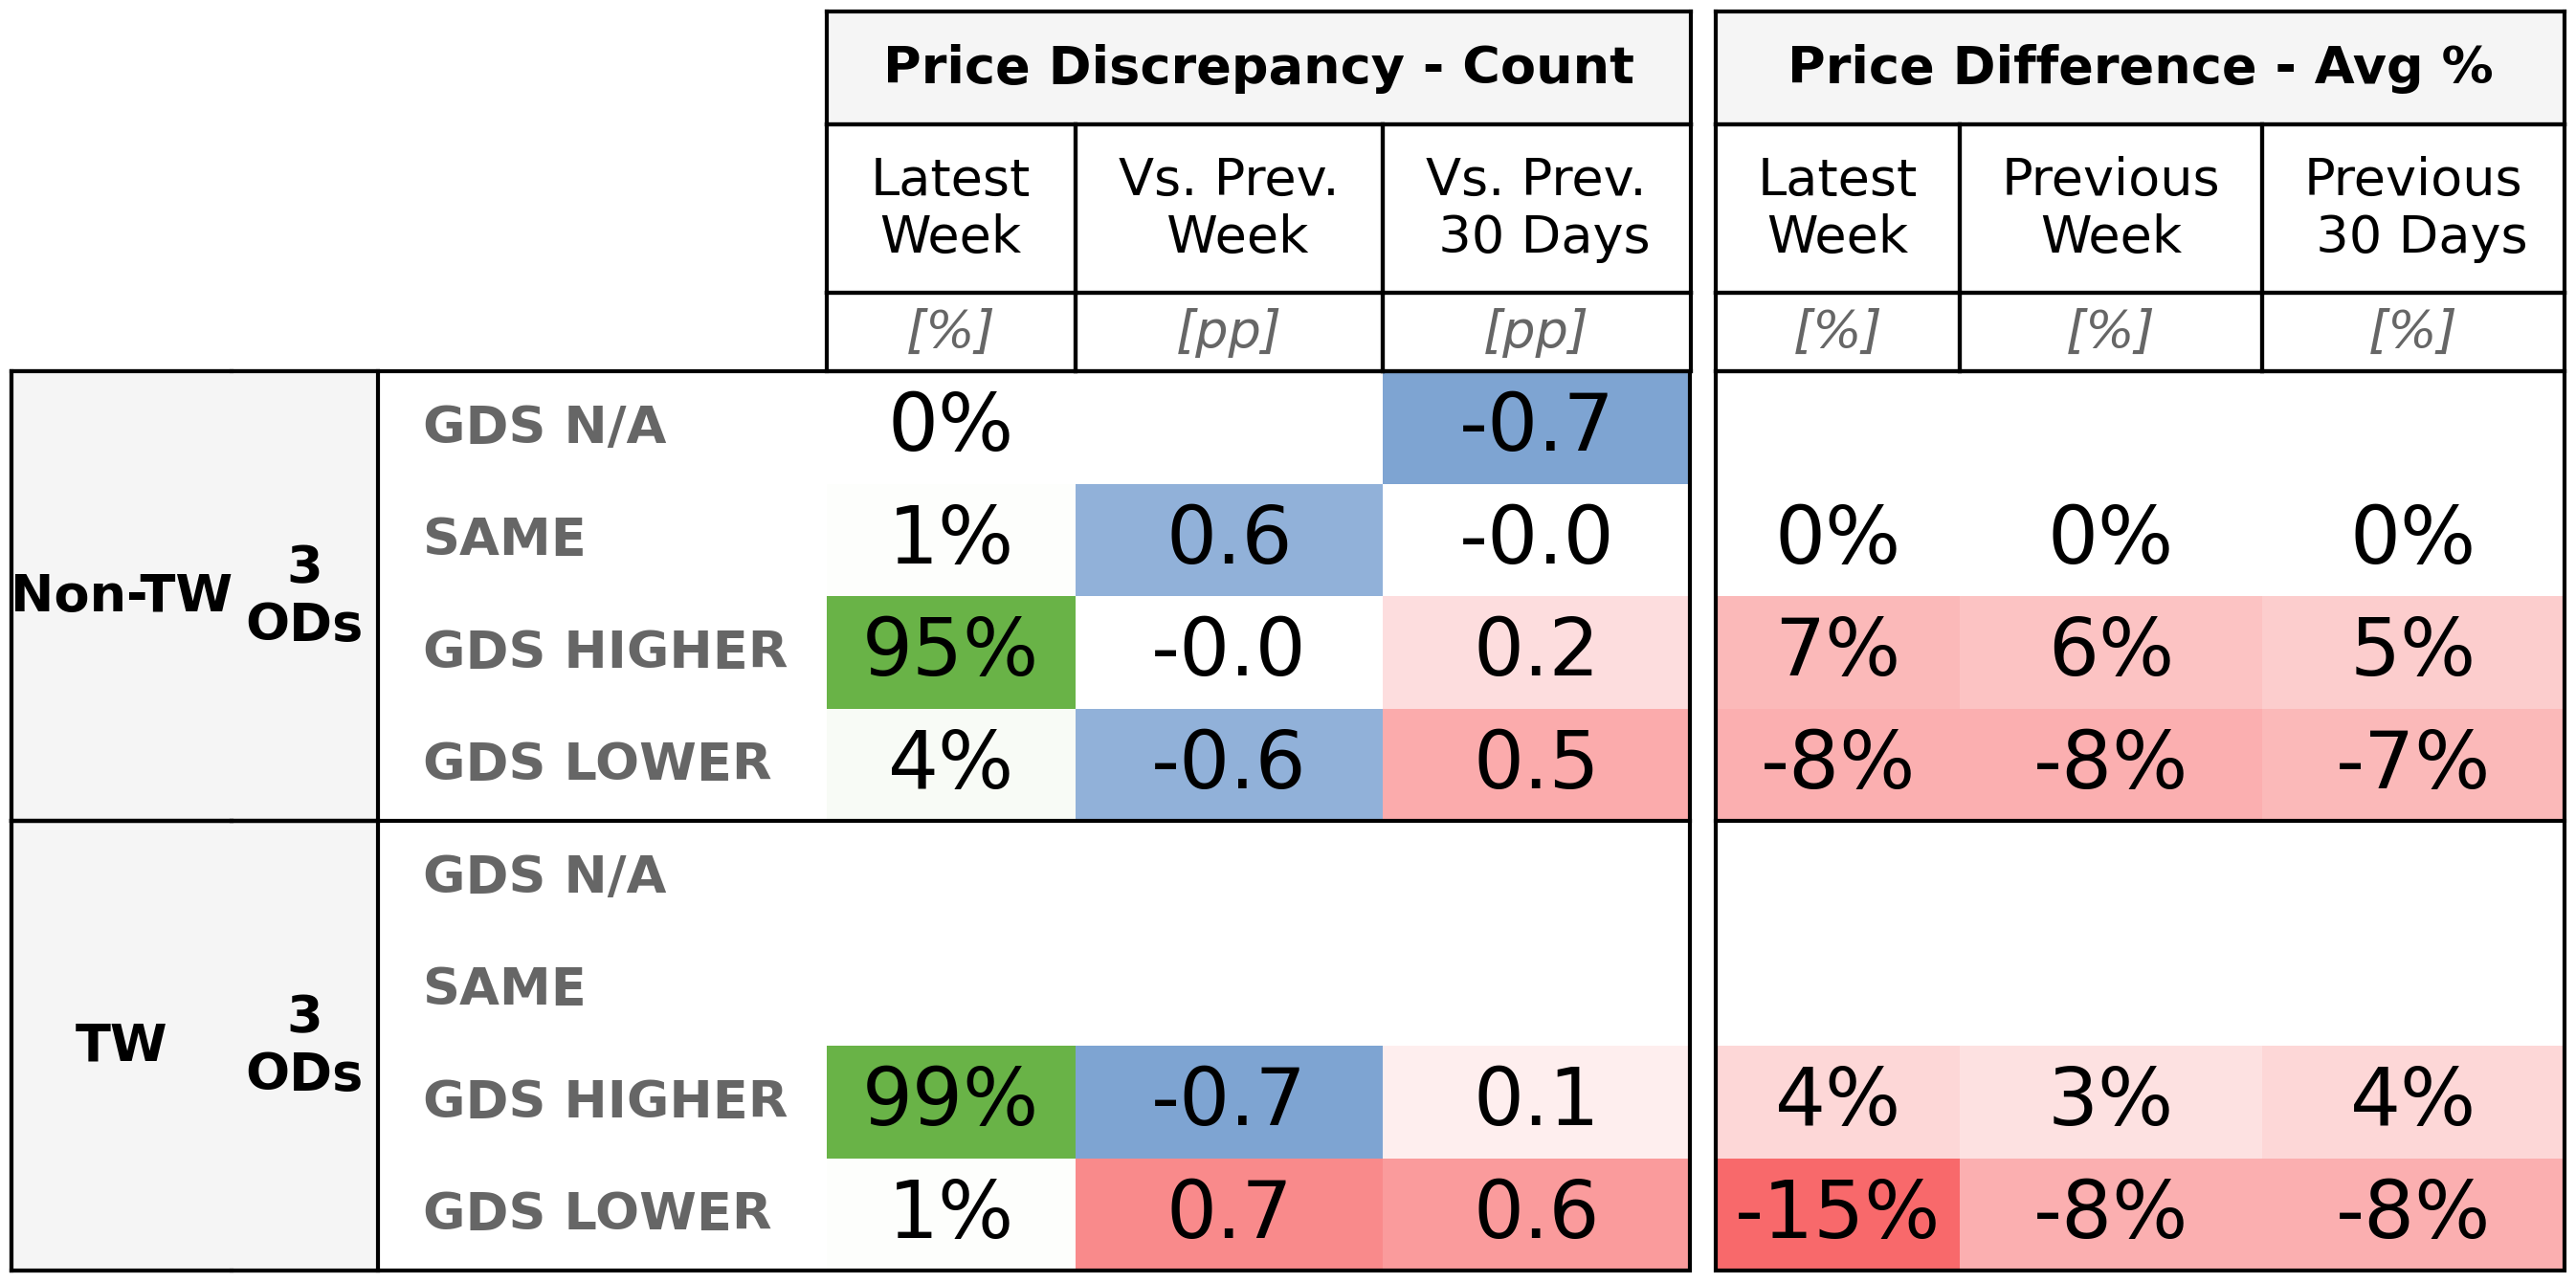 Price Discrepancy - Count Price Difference - Avg %
Latest Week Vs. Prev. Week Vs. Prev. 30 Days Latest Week Previous Week Previous 30 Days
[%] [pp] [pp] [%] [%] [%]
Non-TW 3 ODs
GDS N/A 0% -0.7
SAME 1% 0.6 -0.0 0% 0% 0%
GDS HIGHER 95% -0.0 0.2 7% 6% 5%
GDS LOWER 4% -0.6 0.5 -8% -8% -7%
TW 3 ODs
GDS N/A
SAME
GDS HIGHER 99% -0.7 0.1 4% 3% 4%
GDS LOWER 1% 0.7 0.6 -15% -8% -8%